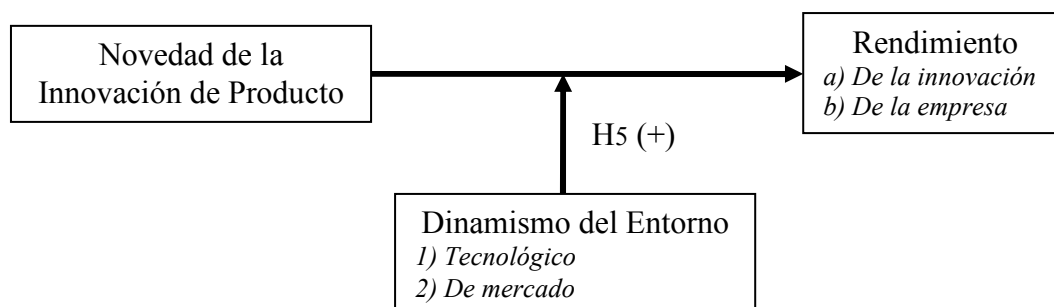 Novedad de la
Innovación de Producto
Rendimiento
a) De la innovación
b) De la empresa
H5 (+)
Dinamismo del Entorno
1) Tecnológico
2) De mercado